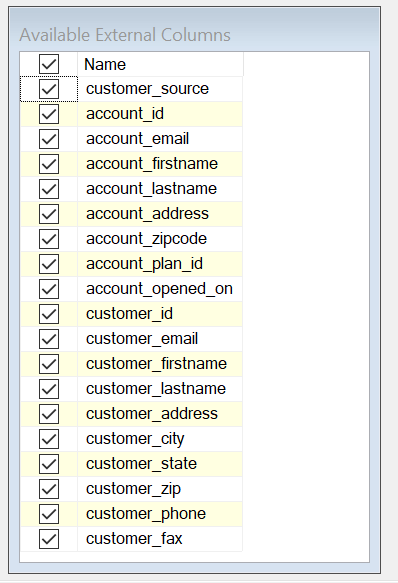 Available External Columns
Name
customer_source
account_id
account_email
account_firstname
account_lastname
account_address
account_zipcode
account_plan_id
account_opened_on
customer_id
customer_email
customer_firstname
customer_lastname
customer_address
customer_city
customer_state
customer_zip
customer_phone
customer_fax